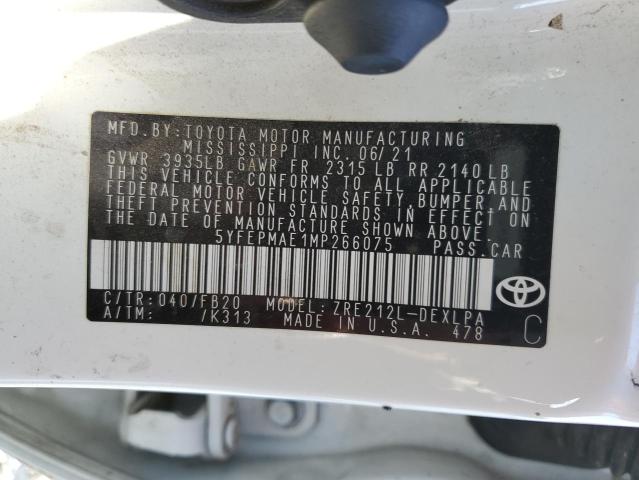 MFD.BY:TOYOTA MOTOR MANUFACTURING
MISSISSIPPI INC. 06/21
GVWR 3935LB GAWR FR 2315 LB RR 2140 LB
THIS VEHICLE CONFORMS TO ALL APPLICABLE
FEDERAL MOTOR VEHICLE SAFETY, BUMPER, AND
THEFT PREVENTION STANDARDS IN EFFECT ON
THE DATE OF MANUFACTURE SHOWN ABOVE.
5YFEPMAE1MP266075 PASS.CAR
C/TR:040/FB20 MODEL:ZRE212L-DEXLPA
A/TM: /K313 MADE IN U.S.A. 478 C